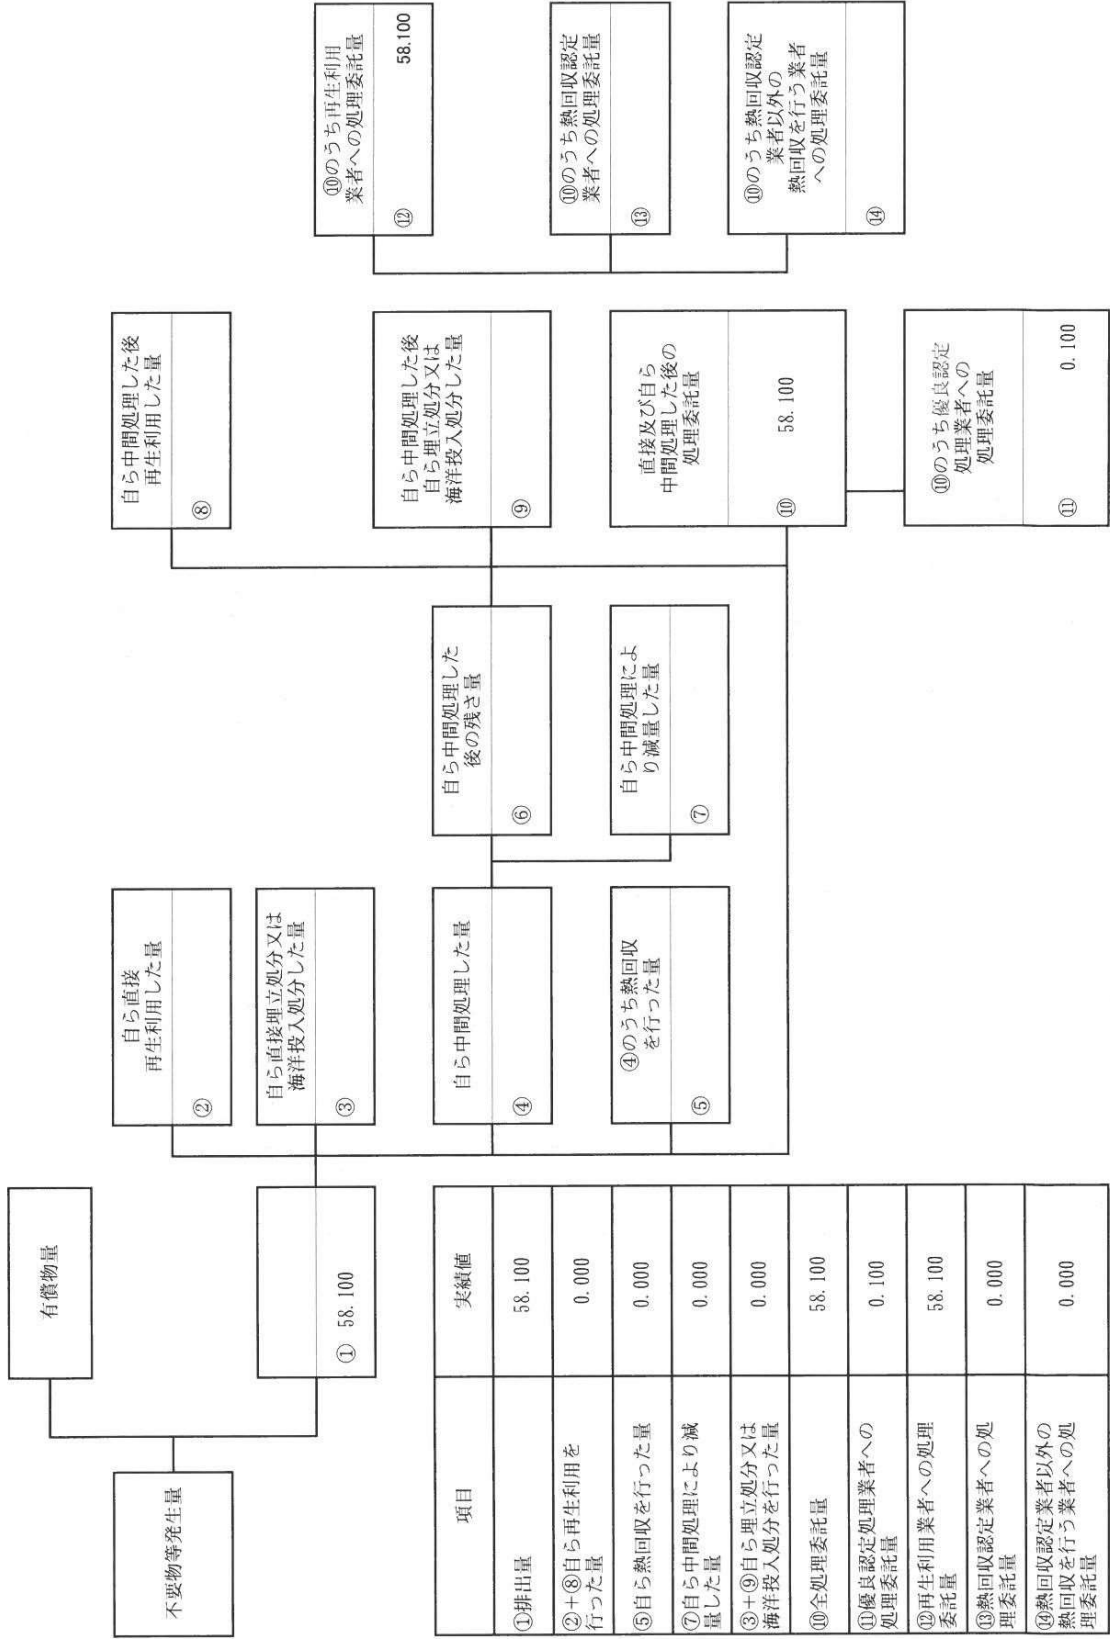 不要物等発生量
有償物量
① 58.100
自ら直接
再生利用した量
②
自ら直接埋立処分又は
海洋投入処分した量
③
自ら中間処理した量
④
④のうち熱回収
を行った量
⑤
自ら中間処理した
後の残さ量
⑥
自ら中間処理によ
り減量した量
⑦
自ら中間処理した後
再生利用した量
⑧
自ら中間処理した後
自ら埋立処分又は
海洋投入処分した量
⑨
直接及び自ら
中間処理した後の
処理委託量
⑩ 58.100
⑩のうち優良認定
処理業者への
処理委託量
⑪ 0.100
⑩のうち再生利用
業者への処理委託量
⑫ 58.100
⑩のうち熱回収認定
業者への処理委託量
⑬
⑩のうち熱回収認定
業者以外の
熱回収を行う業者
への処理委託量
⑭
項目 実績値
①排出量 58.100
②+⑧自ら再生利用を
行った量 0.000
⑤自ら熱回収を行った量 0.000
⑦自ら中間処理により減
量した量 0.000
③+⑨自ら埋立処分又は
海洋投入処分を行った量 0.000
⑩全処理委託量 58.100
⑪優良認定処理業者への
処理委託量 0.100
⑫再生利用業者への処理
委託量 58.100
⑬熱回収認定業者への処
理委託量 0.000
⑭熱回収認定業者以外の
熱回収を行う業者への処
理委託量 0.000